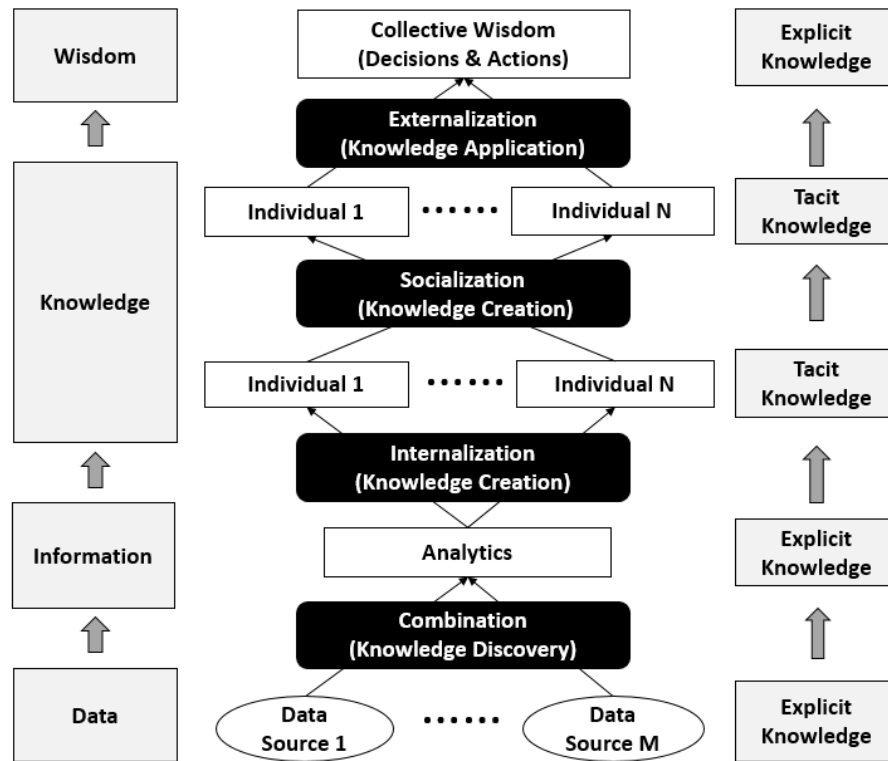 Wisdom
Collective Wisdom
(Decisions & Actions)
Explicit
Knowledge
Externalization
(Knowledge Application)
Individual 1
Individual N
Tacit
Knowledge
Knowledge
Socialization
(Knowledge Creation)
Individual 1
Individual N
Tacit
Knowledge
Internalization
(Knowledge Creation)
Information
Analytics
Explicit
Knowledge
Combination
(Knowledge Discovery)
Data
Data
Source 1
Data
Source M
Explicit
Knowledge